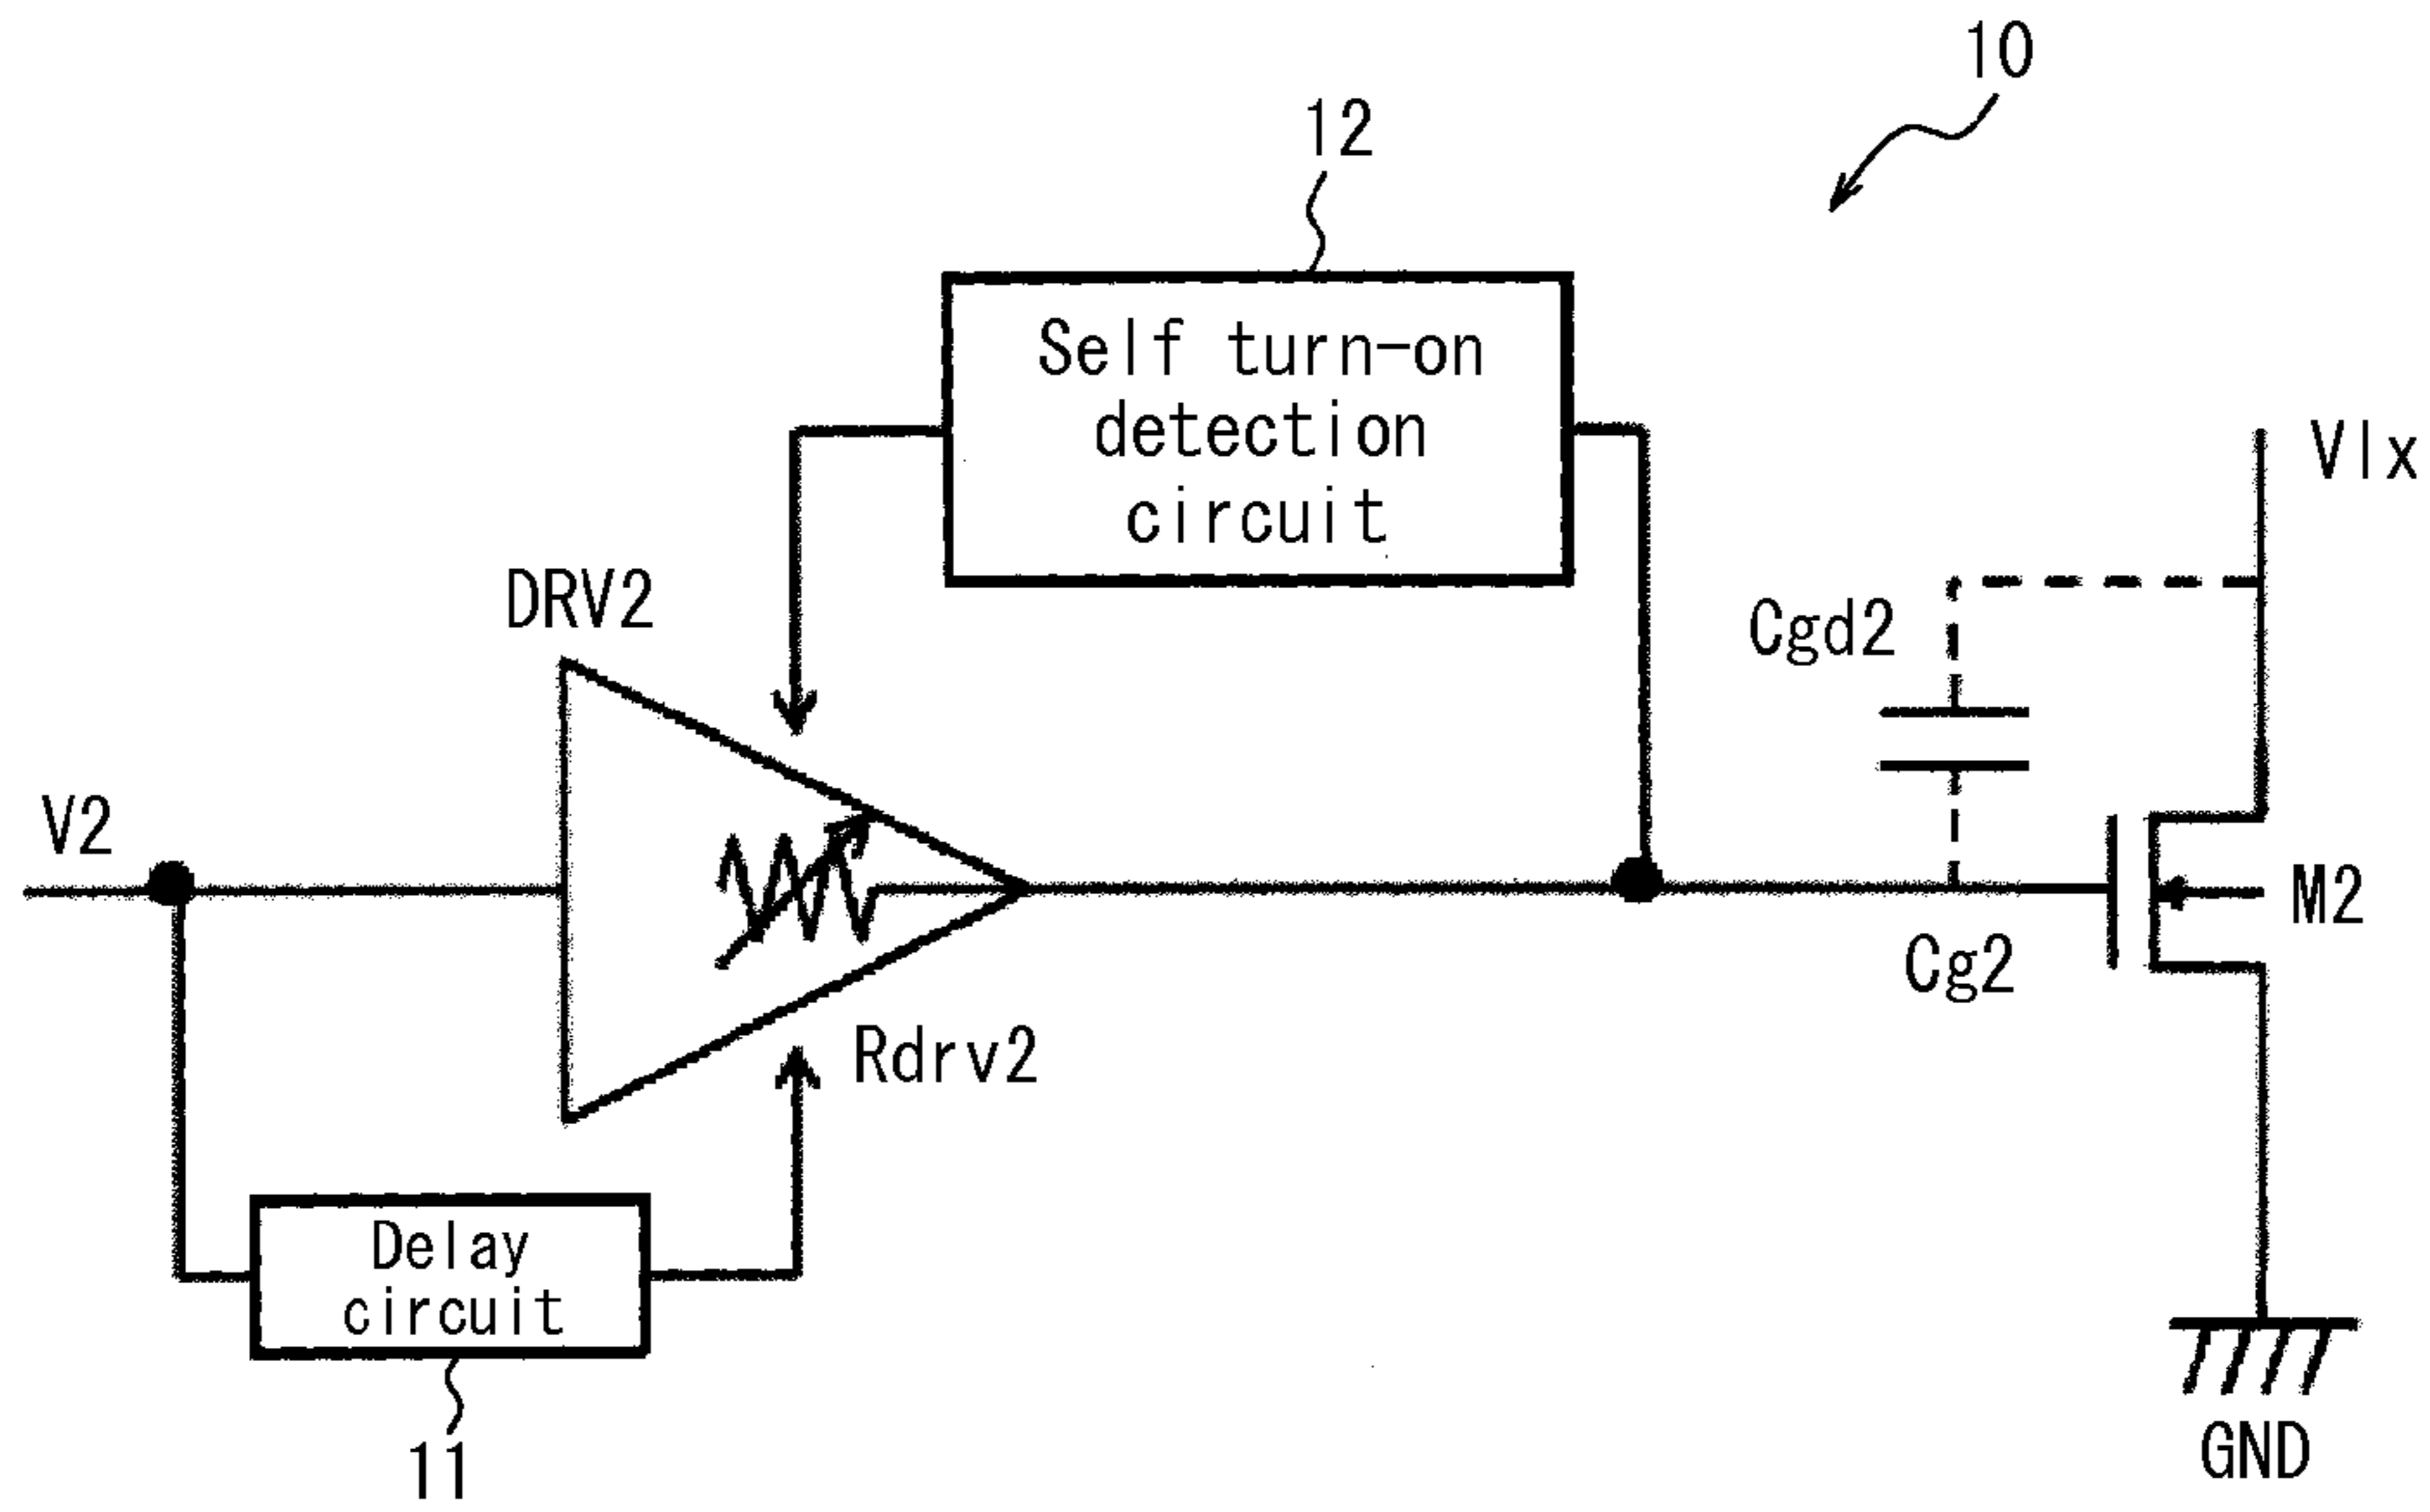 10
12
Self turn-on
detection
circuit
Vlx
DRV2
Cgd2
V2
M2
Cg2
Rdrv2
Delay
circuit
11
GND